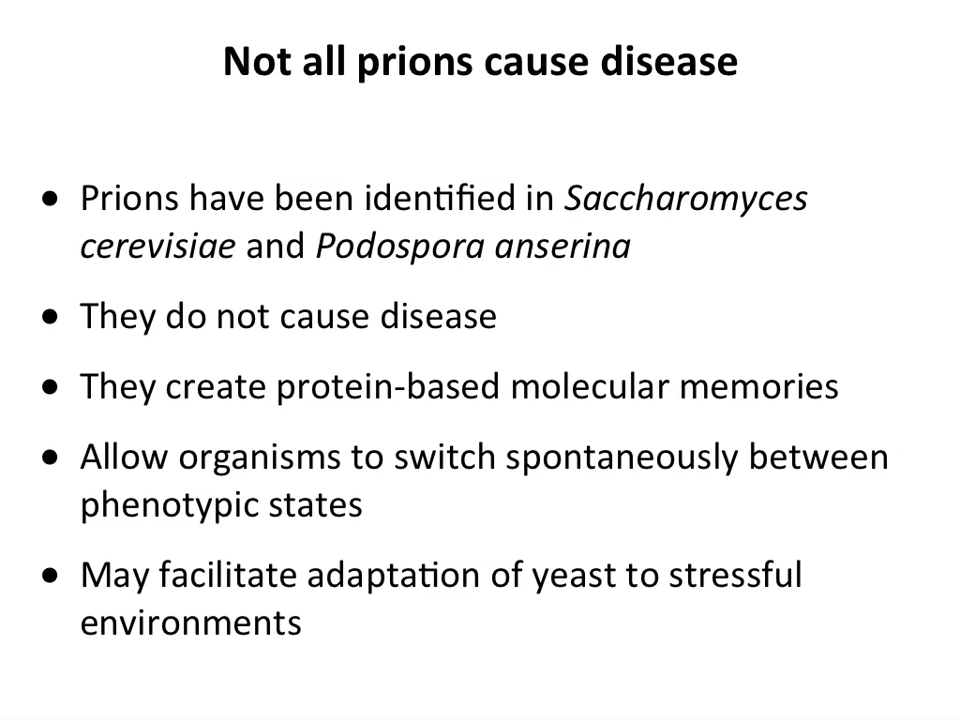 Not all prions cause disease
• Prions have been identified in Saccharomyces
cerevisiae and Podospora anserina
• They do not cause disease
• They create protein-based molecular memories
• Allow organisms to switch spontaneously between
phenotypic states
• May facilitate adaptation of yeast to stressful
environments